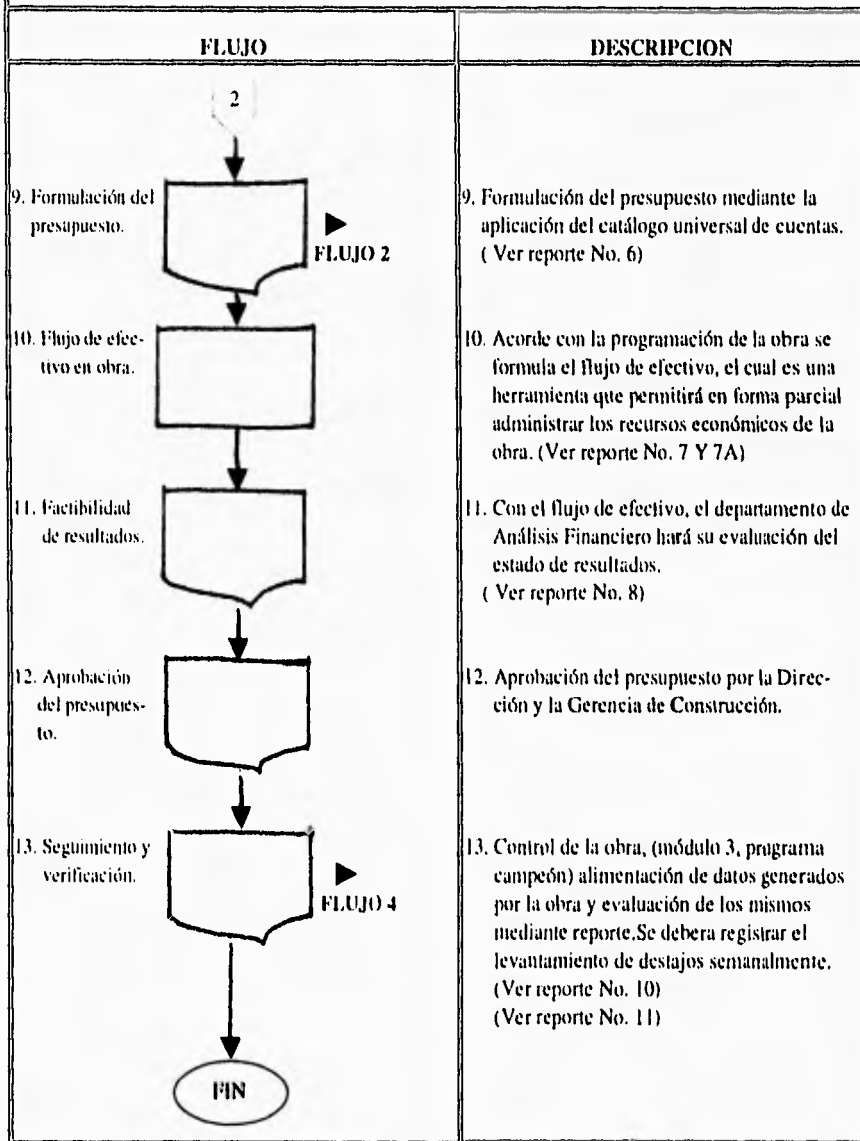 FLUJO
DESCRIPCION
2
9. Formulación del
presupuesto.
FLUJO 2
9. Formulación del presupuesto mediante la
aplicación del catálogo universal de cuentas.
( Ver reporte No. 6)
10. Flujo de efec-
tivo en obra.
10. Acorde con la programación de la obra se
formula el flujo de efectivo, el cual es una
herramienta que permitirá en forma parcial
administrar los recursos económicos de la
obra. (Ver reporte No. 7 Y 7A)
11. Factibilidad
de resultados.
11. Con el flujo de efectivo, el departamento de
Análisis Financiero hará su evaluación del
estado de resultados.
( Ver reporte No. 8)
12. Aprobación
del presupues-
to.
12. Aprobación del presupuesto por la Direc-
ción y la Gerencia de Construcción.
13. Seguimiento y
verificación.
FLUJO 4
13. Control de la obra, (módulo 3, programa
campeón) alimentación de datos generados
por la obra y evaluación de los mismos
mediante reporte.Se debera registrar el
levantamiento de destajos semanalmente.
(Ver reporte No. 10)
(Ver reporte No. 11)
FIN